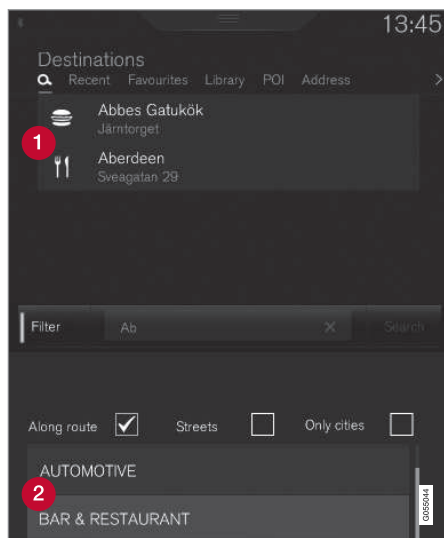 13:45
Destinations
Recent Favourites Library POI Address
Abbes Gatukök
Järntorget
1
Aberdeen
Sveagatan 29
Filter Ab Search
Along route Streets Only cities
AUTOMOTIVE
2
BAR & RESTAURANT
G055044